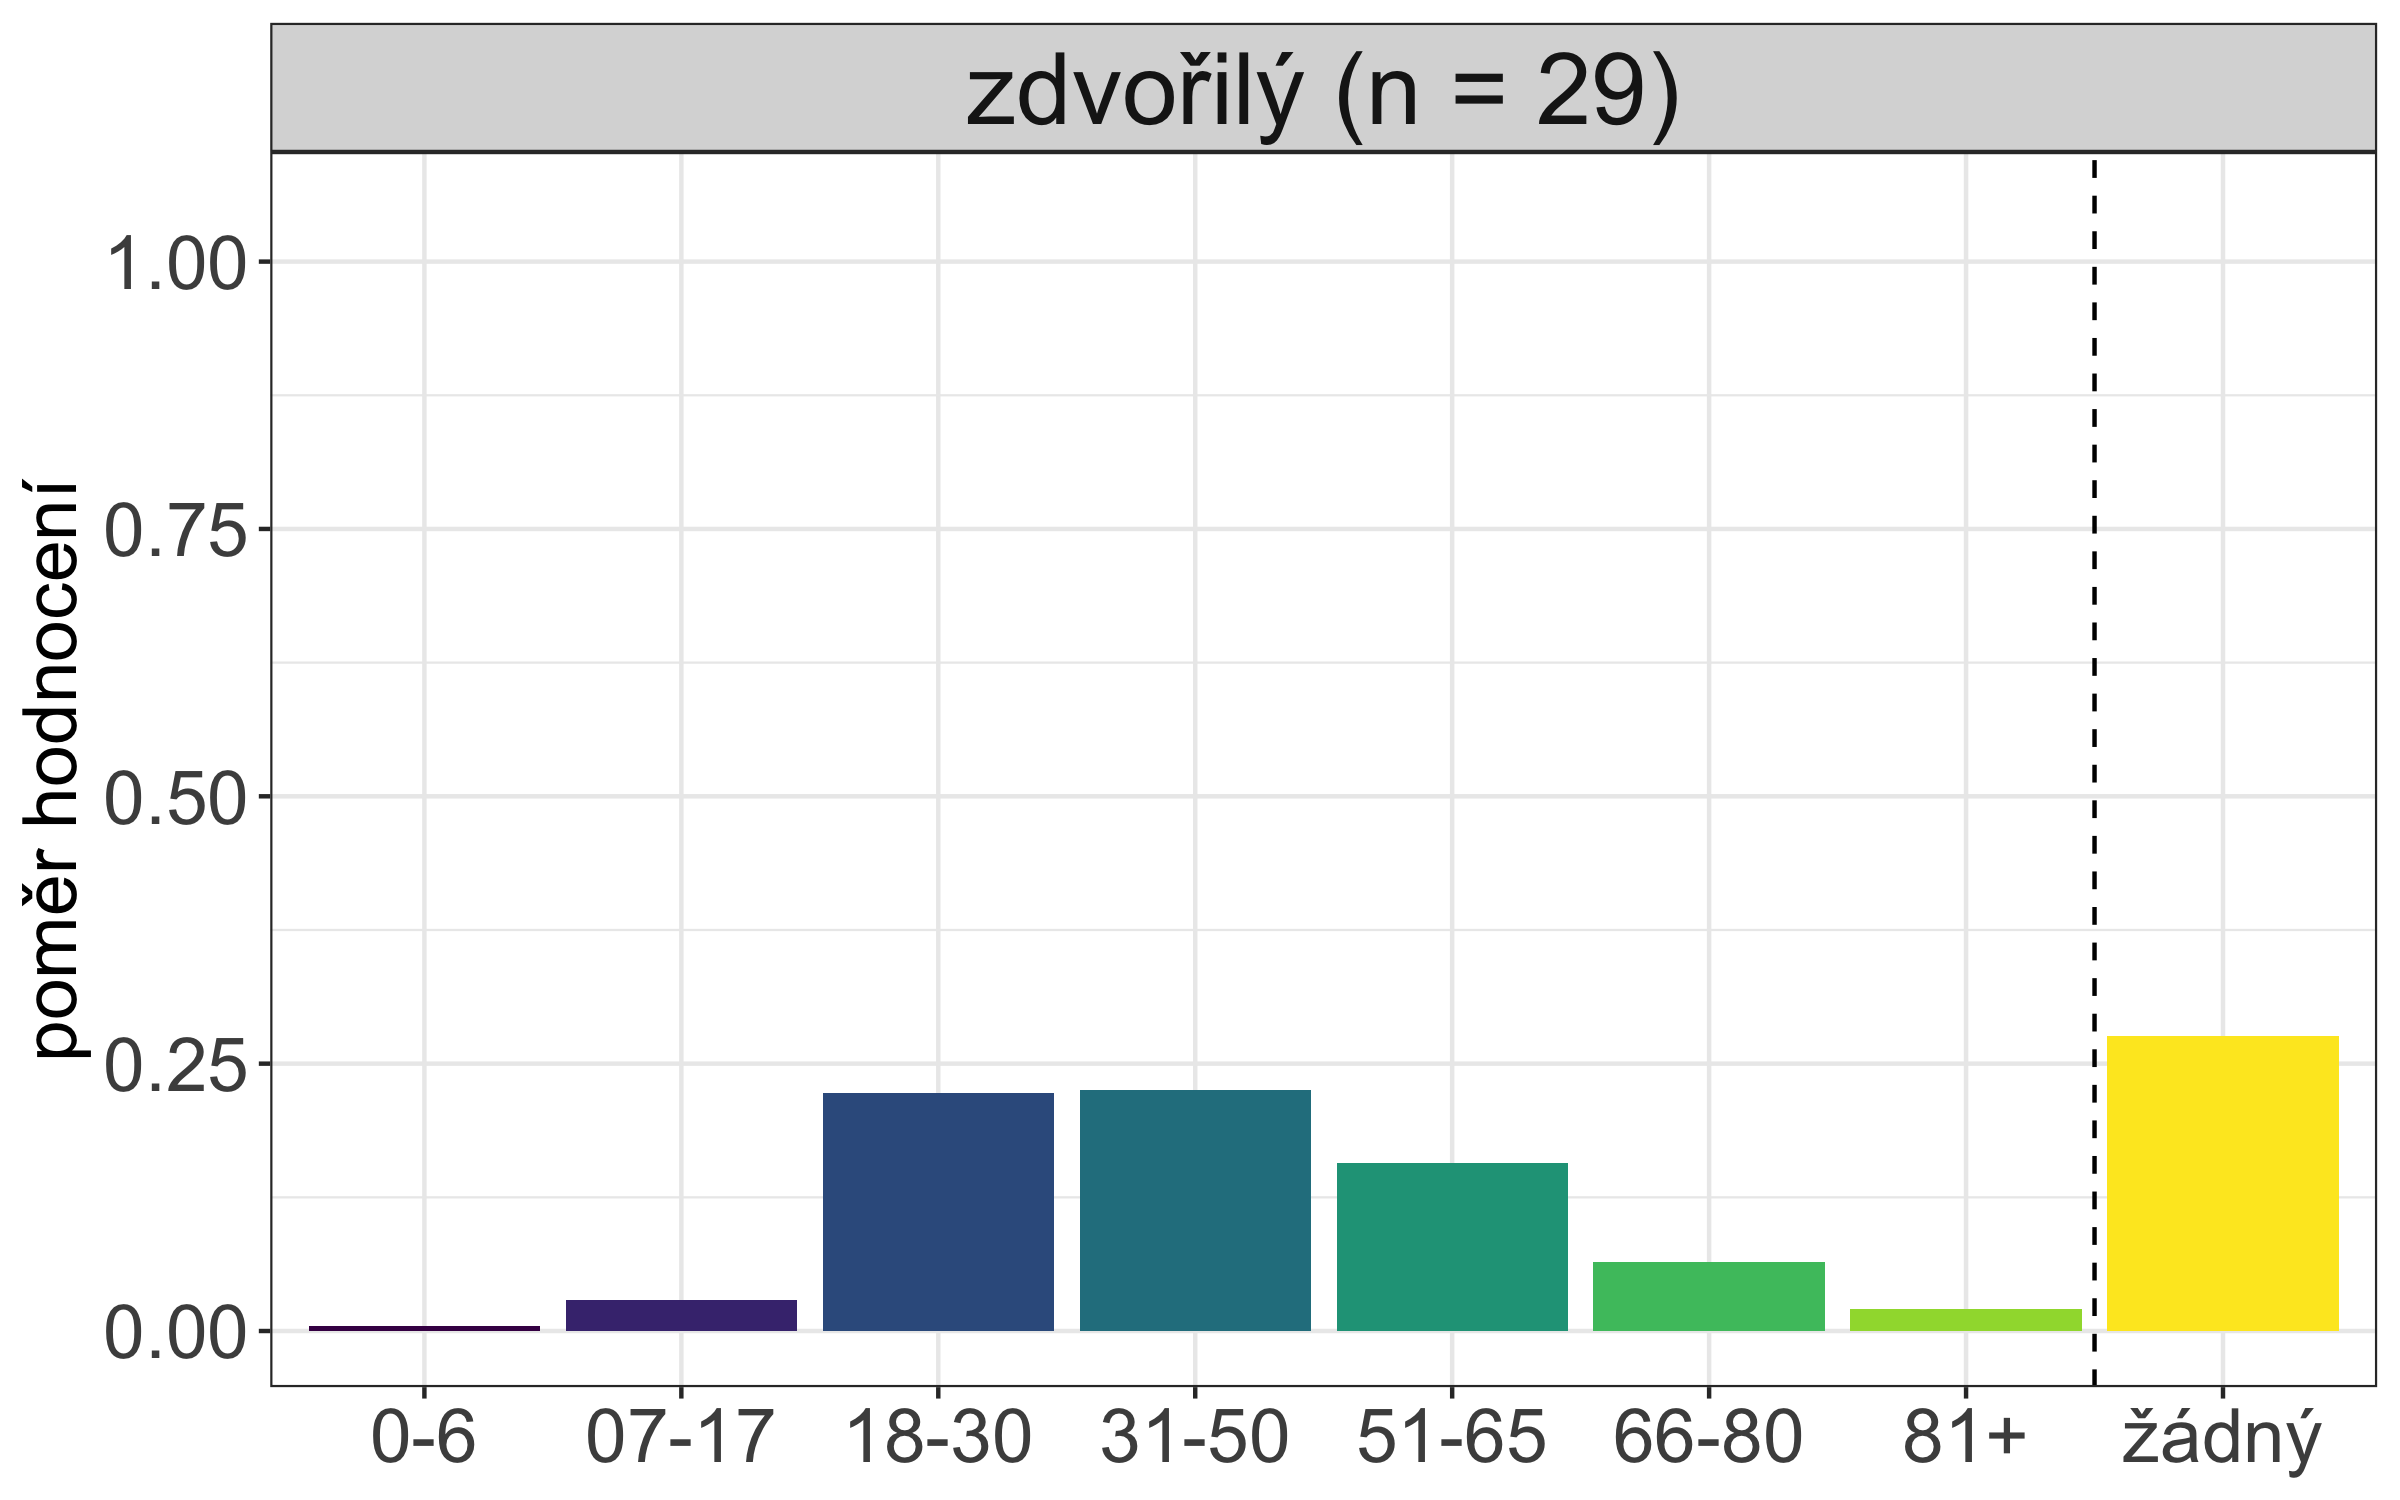 zdvořilý (n = 29)
poměr hodnocení
1.00
0.75
0.50
0.25
0.00
0-6 07-17 18-30 31-50 51-65 66-80 81+ žádný